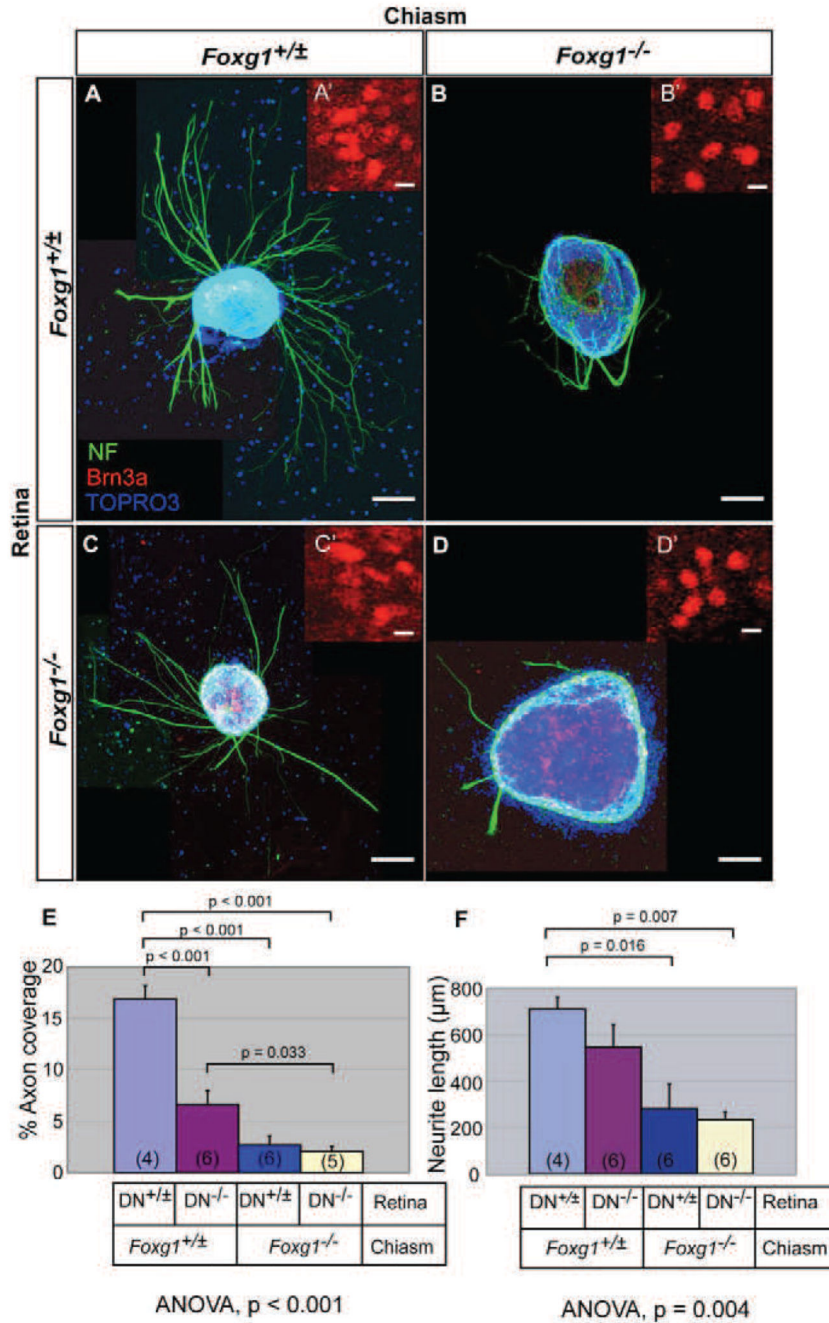 Chiasm
Foxg1+/± Foxg1-/-
Retina
Foxg1+/±
Foxg1-/-
A A' B B'
NF
Brn3a
TOPRO3
C C' D D'
E
p < 0.001
p < 0.001
p < 0.001
p = 0.033
% Axon coverage
20
15
10
5
0
(4) (6) (6) (5)
DN+/± DN-/- DN+/± DN-/- Retina
Foxg1+/± Foxg1-/- Chiasm
ANOVA, p < 0.001
F
p = 0.007
p = 0.016
Neurite length (µm)
800
600
400
200
0
(4) (6) (6 (6)
DN+/± DN-/- DN+/± DN-/- Retina
Foxg1+/± Foxg1-/- Chiasm
ANOVA, p = 0.004